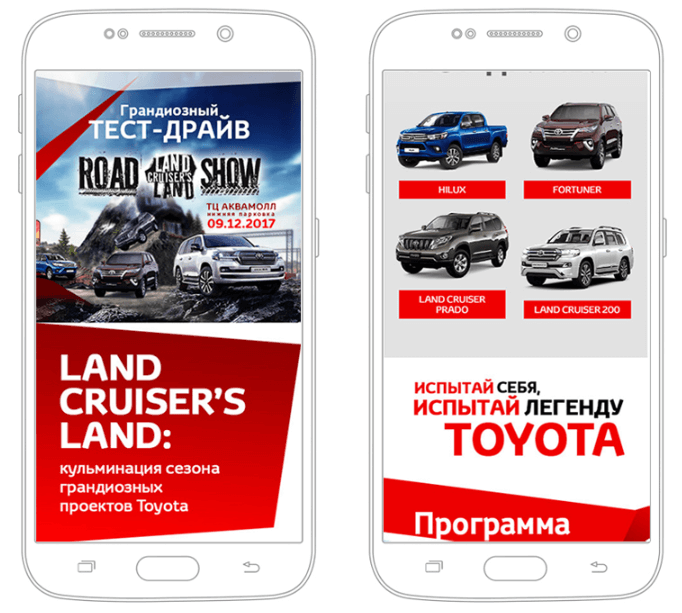 Грандиозный
ТЕСТ-ДРАЙВ
ROAD LAND CRUISER'S LAND SHOW
ТЦ АКВАМОЛЛ
нижняя парковка
09.12.2017
LAND
CRUISER'S
LAND:
кульминация сезона
грандиозных
проектов Toyota
HILUX
FORTUNER
LAND CRUISER
PRADO
LAND CRUISER 200
ИСПЫТАЙ СЕБЯ,
ИСПЫТАЙ ЛЕГЕНДУ
TOYOTA
Программа